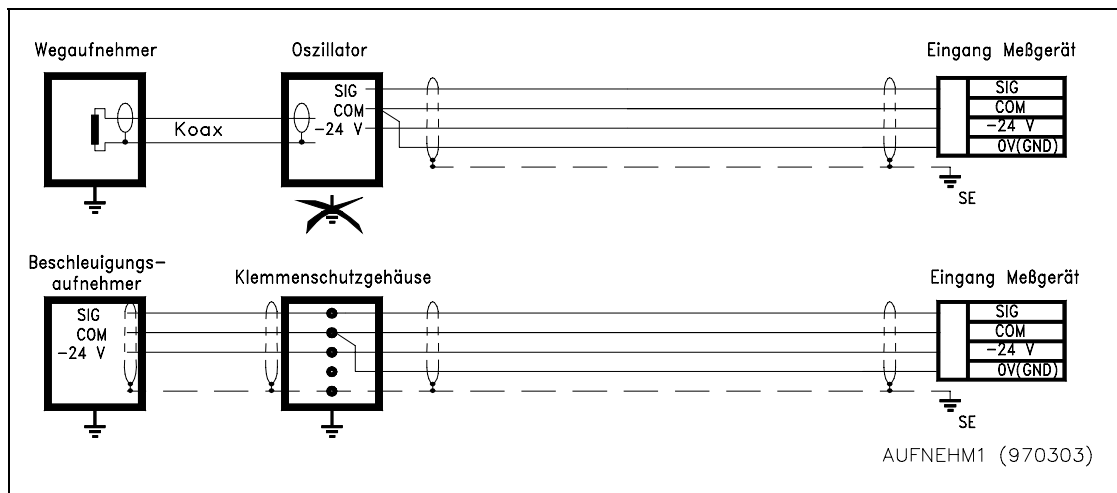 Wegaufnehmer
Oszillator
Eingang Meßgerät
SIG
COM
-24 V
Koax
SIG
COM
-24 V
0V(GND)
SE
Beschleuigungs-
aufnehmer
Klemmenschutzgehäuse
Eingang Meßgerät
SIG
COM
-24 V
SIG
COM
-24 V
0V(GND)
SE
AUFNEHM1 (970303)